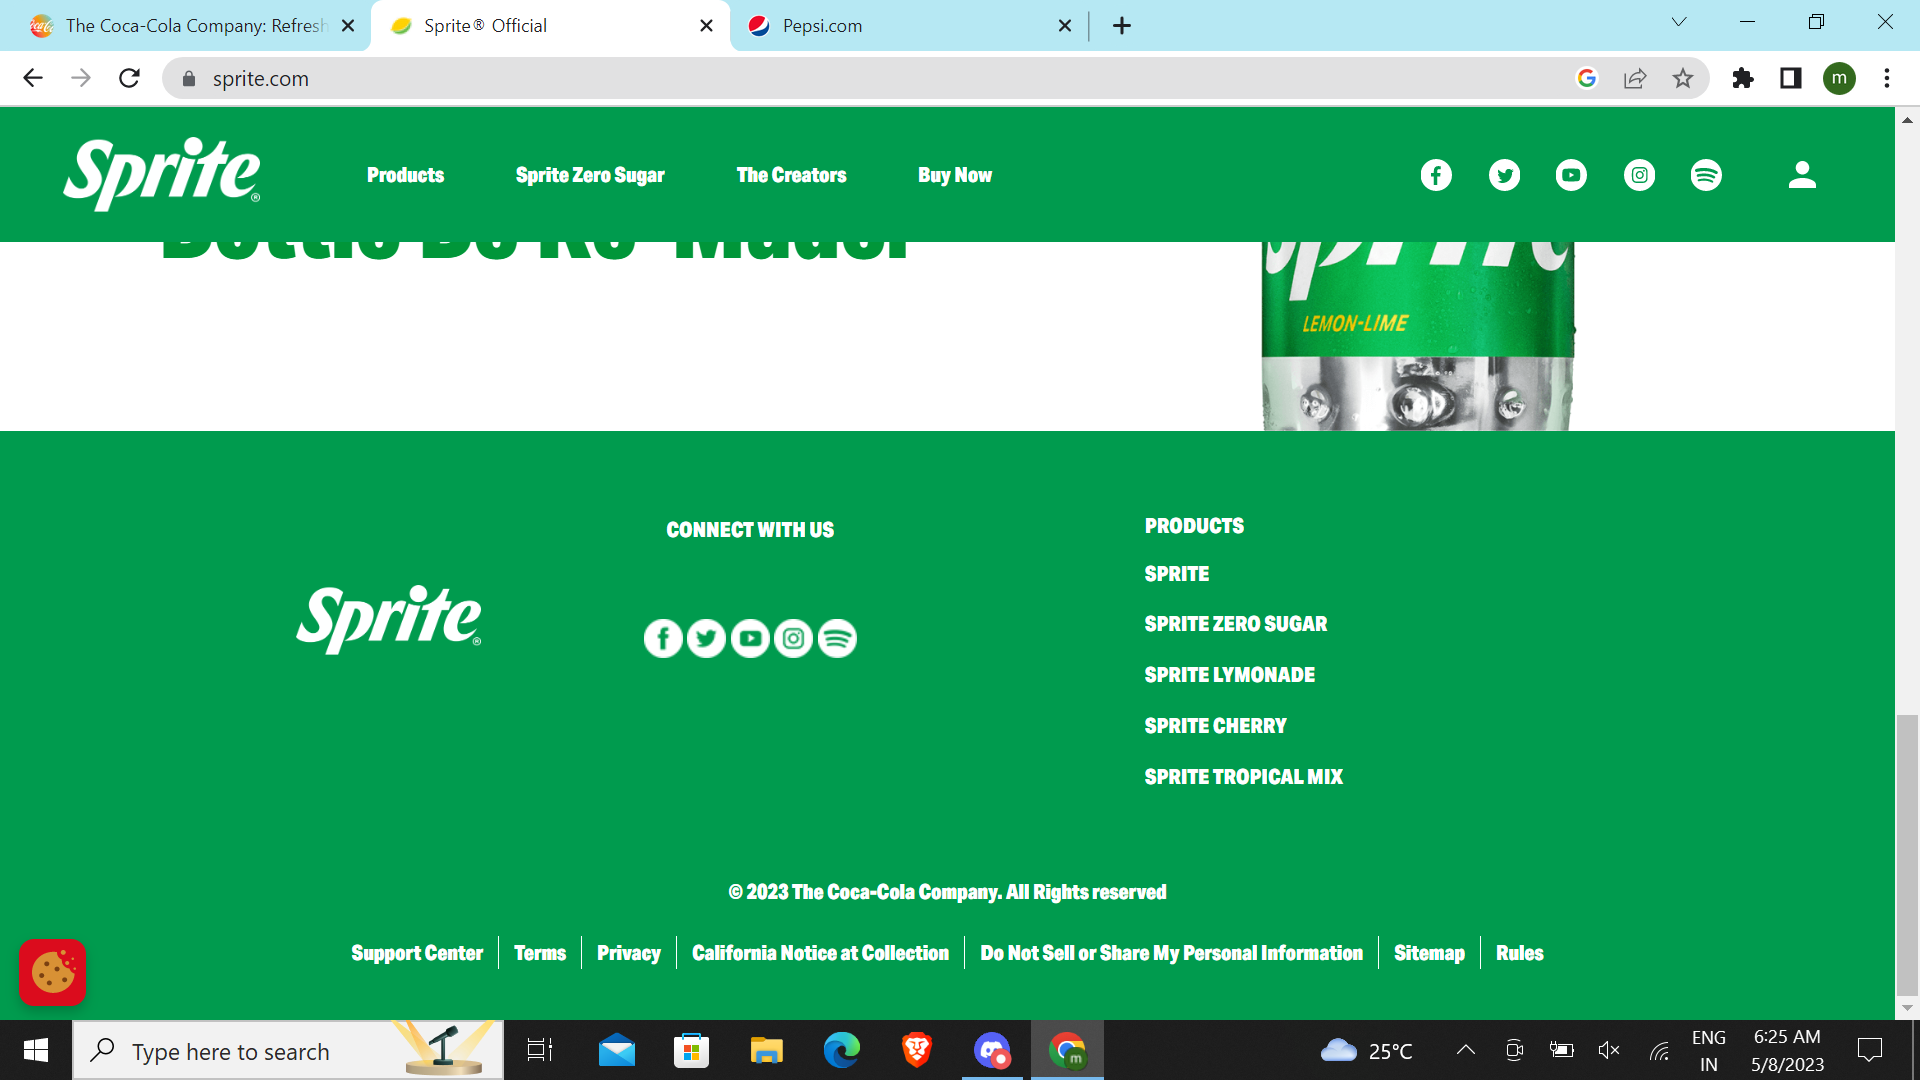 The Coca-Cola Company: Refresh
Sprite® Official
Pepsi.com
sprite.com
m
Sprite®
Products
Sprite Zero Sugar
The Creators
Buy Now
Sprite
LEMON-LIME
CONNECT WITH US
Sprite®
PRODUCTS
SPRITE
SPRITE ZERO SUGAR
SPRITE LYMONADE
SPRITE CHERRY
SPRITE TROPICAL MIX
© 2023 The Coca-Cola Company. All Rights reserved
Support Center
Terms
Privacy
California Notice at Collection
Do Not Sell or Share My Personal Information
Sitemap
Rules
Type here to search
m
25°C
ENG
IN
6:25 AM
5/8/2023